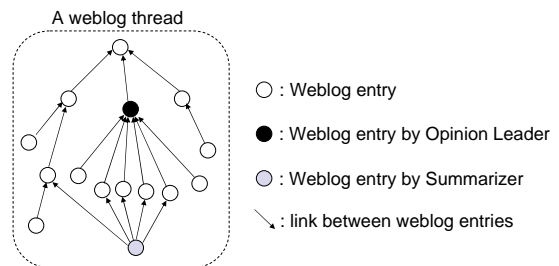 A weblog thread
: Weblog entry
: Weblog entry by Opinion Leader
: Weblog entry by Summarizer
: link between weblog entries